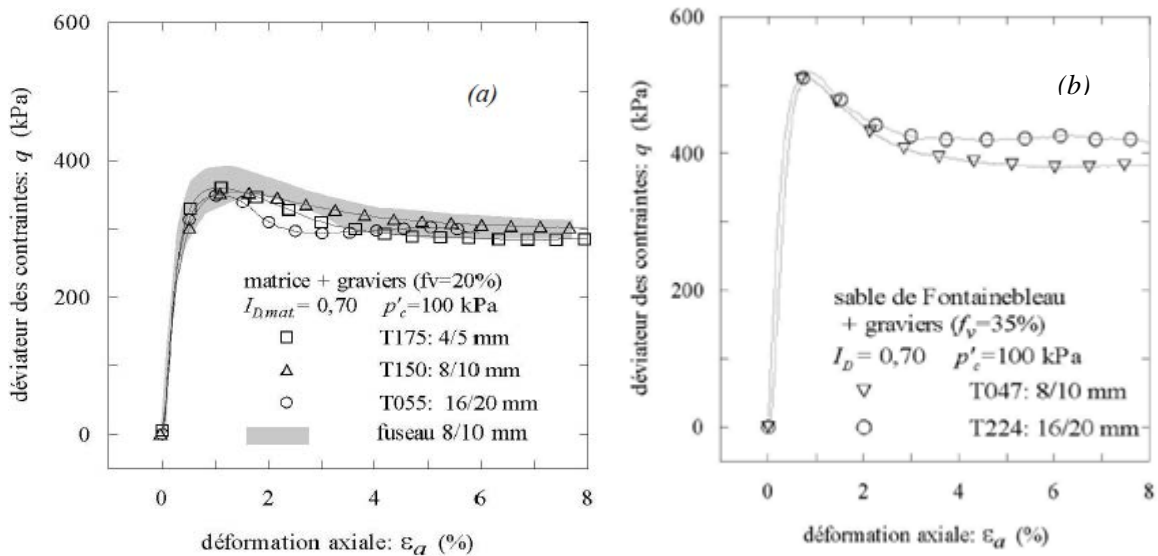 600
400
200
0
déviateur des contraintes: q (kPa)
(a)
matrice + graviers (fv=20%)
I_D,mat. = 0,70 p'_c=100 kPa
T175: 4/5 mm
T150: 8/10 mm
T055: 16/20 mm
fuseau 8/10 mm
0 2 4 6 8
déformation axiale: ε_a (%)
600
400
200
0
déviateur des contraintes: q (kPa)
(b)
sable de Fontainebleau
+ graviers (f_v=35%)
I_D = 0,70 p'_c=100 kPa
T047: 8/10 mm
T224: 16/20 mm
0 2 4 6 8
déformation axiale: ε_a (%)